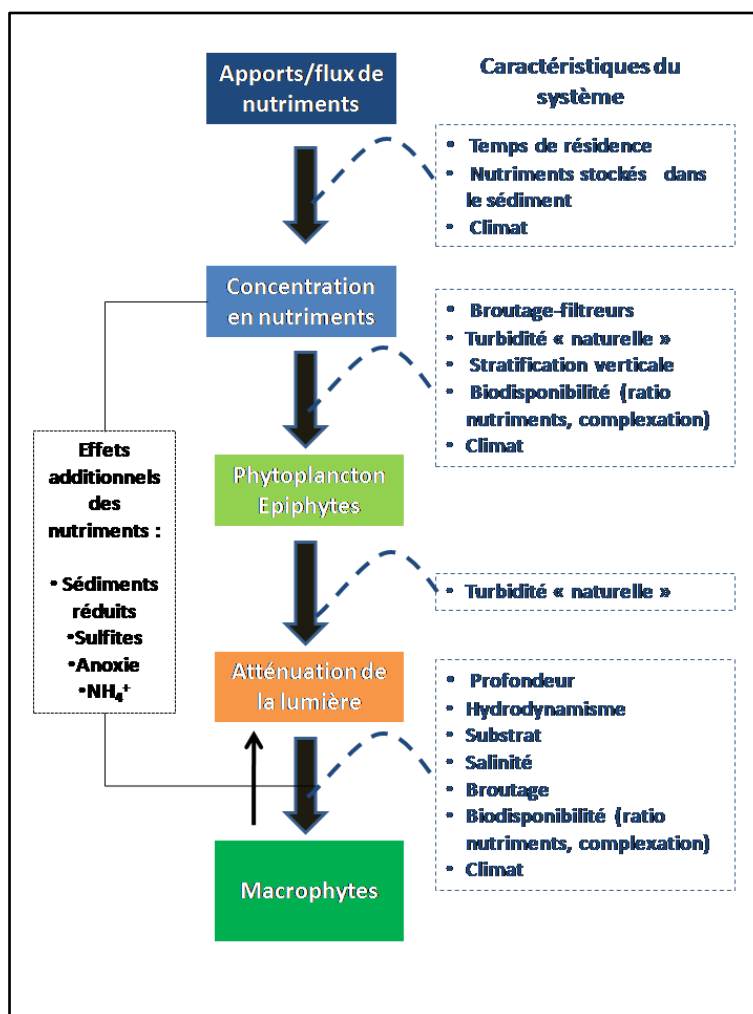 Apports/flux de
nutriments
Caractéristiques du
système
• Temps de résidence
• Nutriments stockés dans
le sédiment
• Climat
Concentration
en nutriments
• Broutage-filtreurs
• Turbidité « naturelle »
• Stratification verticale
• Biodisponibilité (ratio
nutriments, complexation)
• Climat
Effets
additionnels
des
nutriments :
• Sédiments
réduits
•Sulfites
•Anoxie
•NH₄⁺
Phytoplancton
Epiphytes
• Turbidité « naturelle »
Atténuation de
la lumière
• Profondeur
• Hydrodynamisme
• Substrat
• Salinité
• Broutage
• Biodisponibilité (ratio
nutriments, complexation)
• Climat
Macrophytes